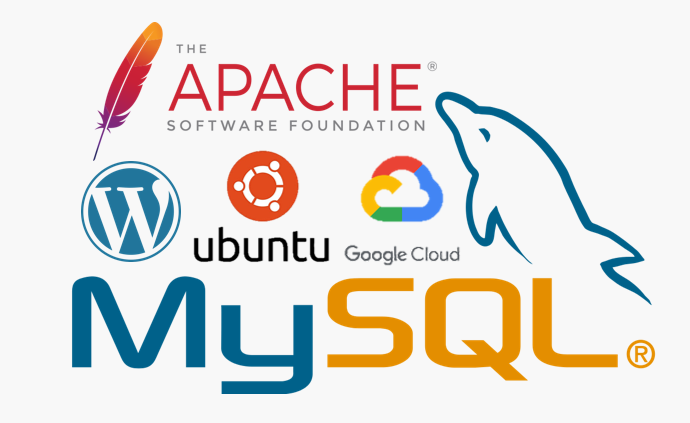 THE
APACHE®
SOFTWARE FOUNDATION
W
ubuntu
Google Cloud
MySQL®